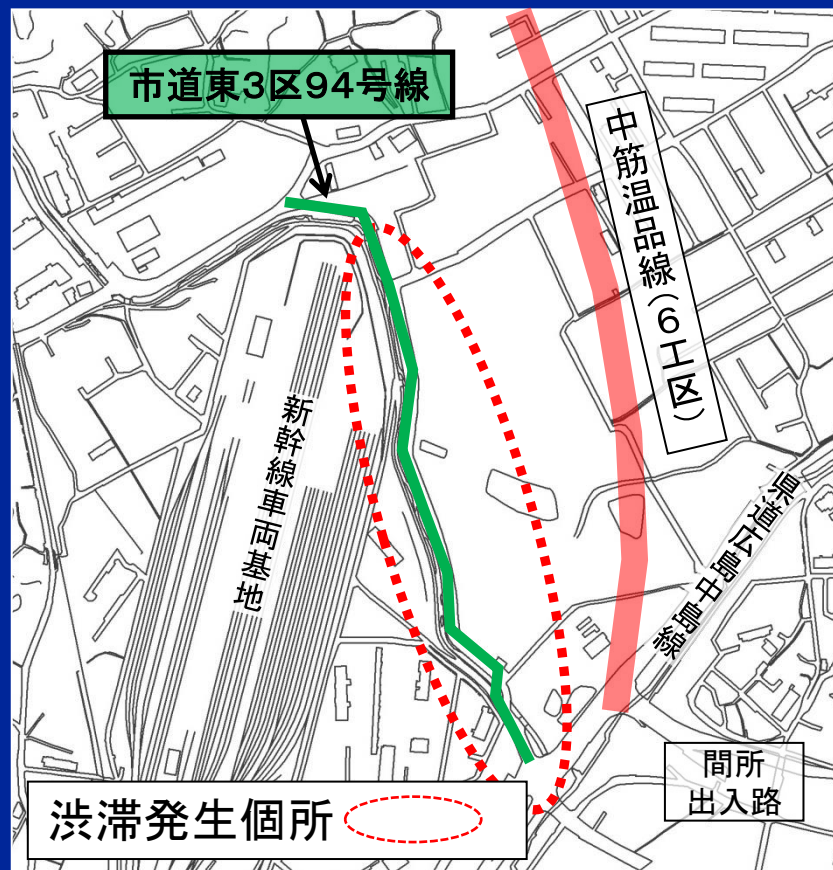 市道東3区94号線
中筋温品線(6工区)
新幹線車両基地
県道広島中島線
間所
出入路
渋滞発生個所